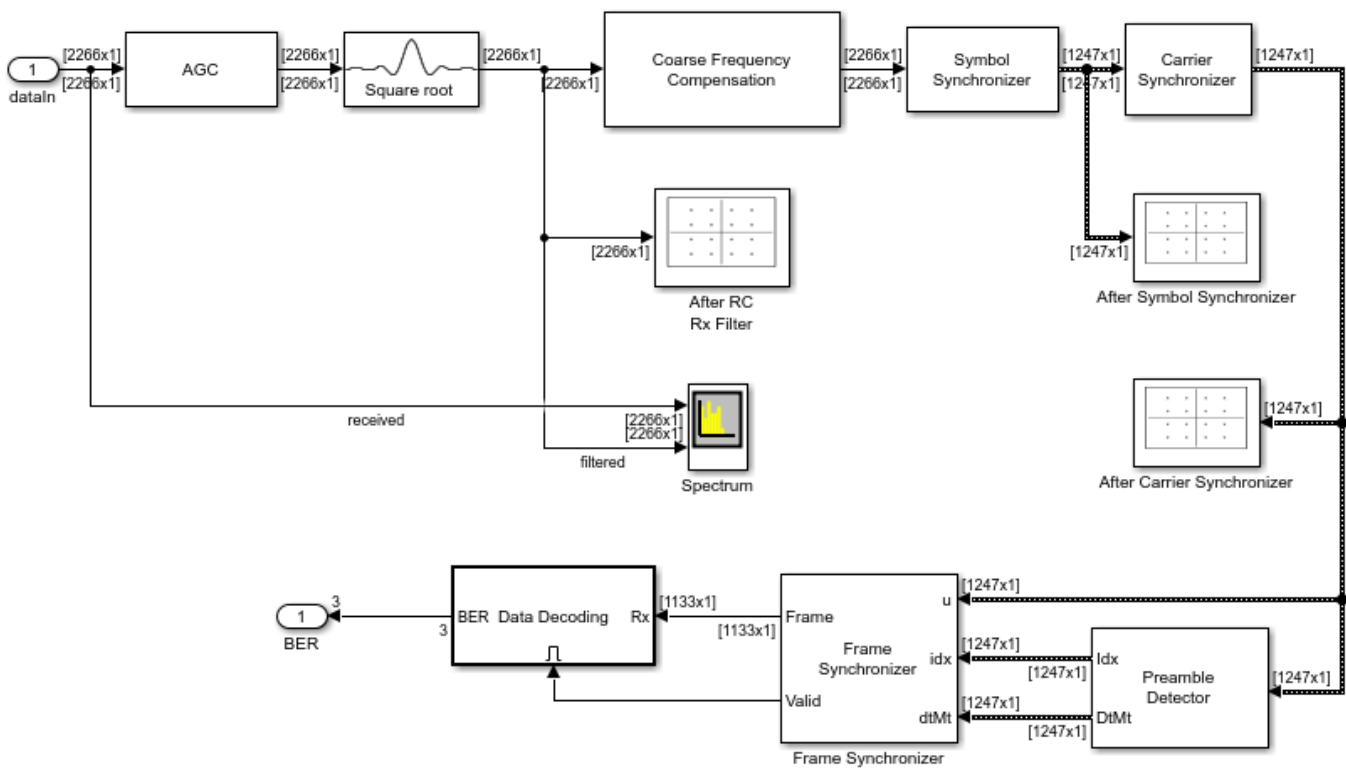 [2266x1]
[2266x1]
[2266x1]
[2266x1]
[2266x1]
[1247x1]
[1247x1]
1
dataIn
[2266x1]
AGC
[2266x1]
Square root
[2266x1]
Coarse Frequency
Compensation
[2266x1]
Symbol
Synchronizer
[1247x1]
Carrier
Synchronizer
[2266x1]
After RC
Rx Filter
[1247x1]
After Symbol Synchronizer
received
[2266x1]
[2266x1]
filtered
Spectrum
[1247x1]
After Carrier Synchronizer
3
1
BER
3
BER
Data Decoding
Rx
[1133x1]
[1133x1]
Frame
Valid
Frame
Synchronizer
u
idx
dtMt
Frame Synchronizer
[1247x1]
[1247x1]
[1247x1]
[1247x1]
[1247x1]
Idx
DtMt
Preamble
Detector
[1247x1]